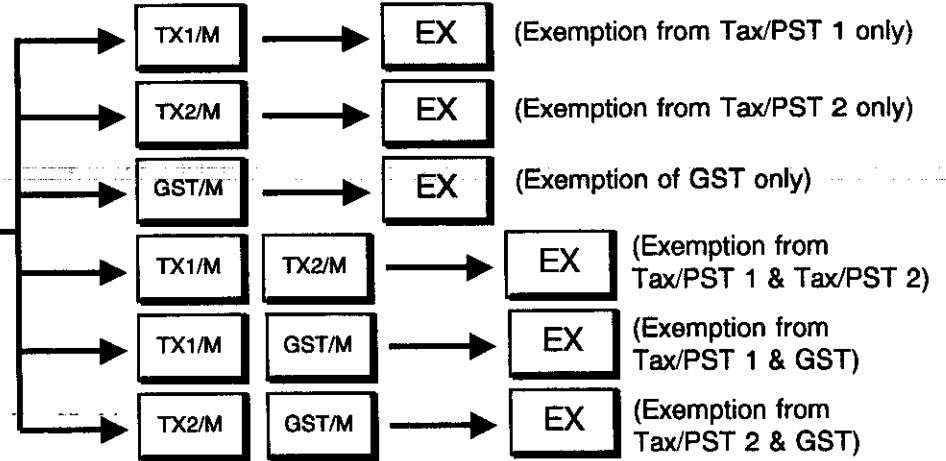 TX1/M EX (Exemption from Tax/PST 1 only)
TX2/M EX (Exemption from Tax/PST 2 only)
GST/M EX (Exemption of GST only)
TX1/M TX2/M EX (Exemption from
Tax/PST 1 & Tax/PST 2)
TX1/M GST/M EX (Exemption from
Tax/PST 1 & GST)
TX2/M GST/M EX (Exemption from
Tax/PST 2 & GST)